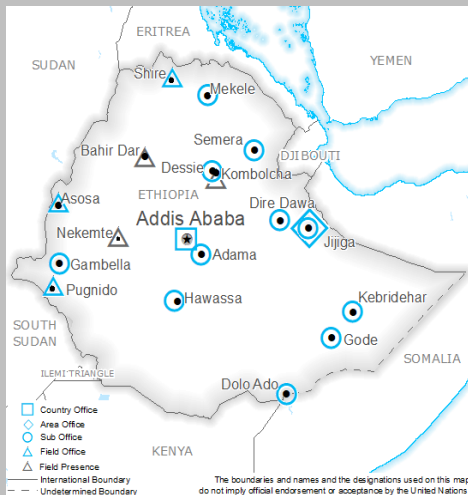 ERITREA
SUDAN
YEMEN
Shire
Mekele
Semera
Bahir Dar
DJIBOUTI
Dessie
Kombolcha
ETHIOPIA
Asosa
Dire Dawa
Addis Ababa
Nekemte
Jijiga
Adama
Gambella
Pugnido
Hawassa
Kebridehar
SOUTH
SUDAN
Gode
SOMALIA
ILEMI TRIANGLE
Dolo Ado
Country Office
Area Office
Sub Office
Field Office
Field Presence
KENYA
International Boundary
Undetermined Boundary
The boundaries and names and the designations used on this map
do not imply official endorsement or acceptance by the United Nations